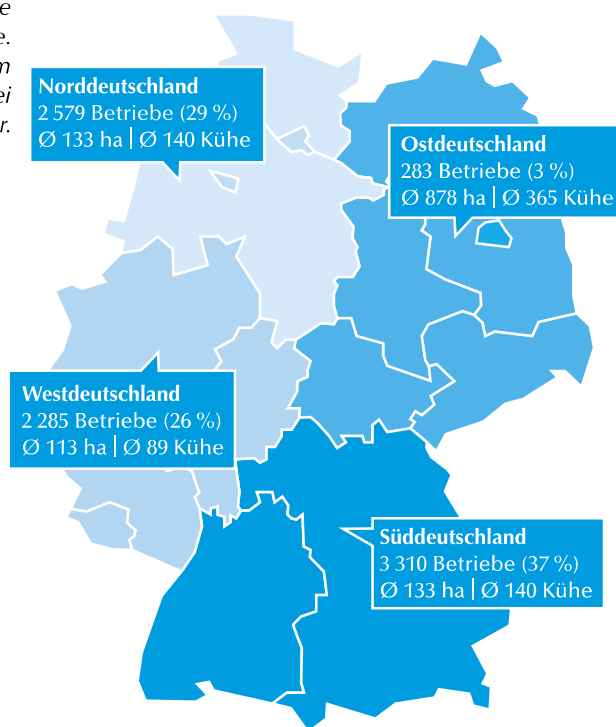 e
e.
m
ei
r.
Norddeutschland
2 579 Betriebe (29 %)
Ø 133 ha | Ø 140 Kühe
Ostdeutschland
283 Betriebe (3 %)
Ø 878 ha | Ø 365 Kühe
Westdeutschland
2 285 Betriebe (26 %)
Ø 113 ha | Ø 89 Kühe
Süddeutschland
3 310 Betriebe (37 %)
Ø 133 ha | Ø 140 Kühe